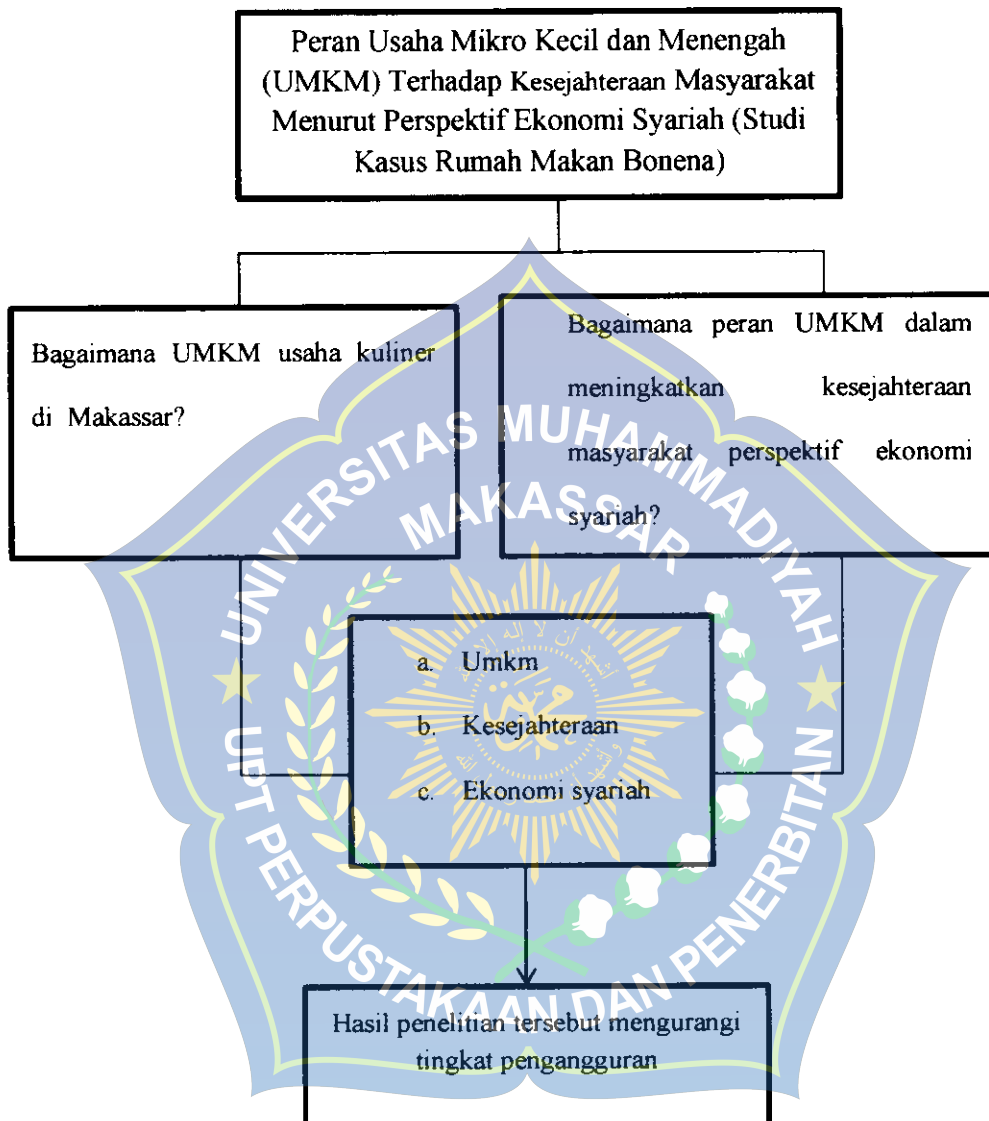 Peran Usaha Mikro Kecil dan Menengah
(UMKM) Terhadap Kesejahteraan Masyarakat
Menurut Perspektif Ekonomi Syariah (Studi
Kasus Rumah Makan Bonena)
Bagaimana UMKM usaha kuliner
di Makassar?
Bagaimana peran UMKM dalam
meningkatkan kesejahteraan
masyarakat perspektif ekonomi
syariah?
UNIVERSITAS MUHAMMADIYAH
MAKASSAR
a. Umkm
b. Kesejahteraan
c. Ekonomi syariah
UPT PERPUSTAKAAN DAN PENERBITAN
Hasil penelitian tersebut mengurangi
tingkat pengangguran